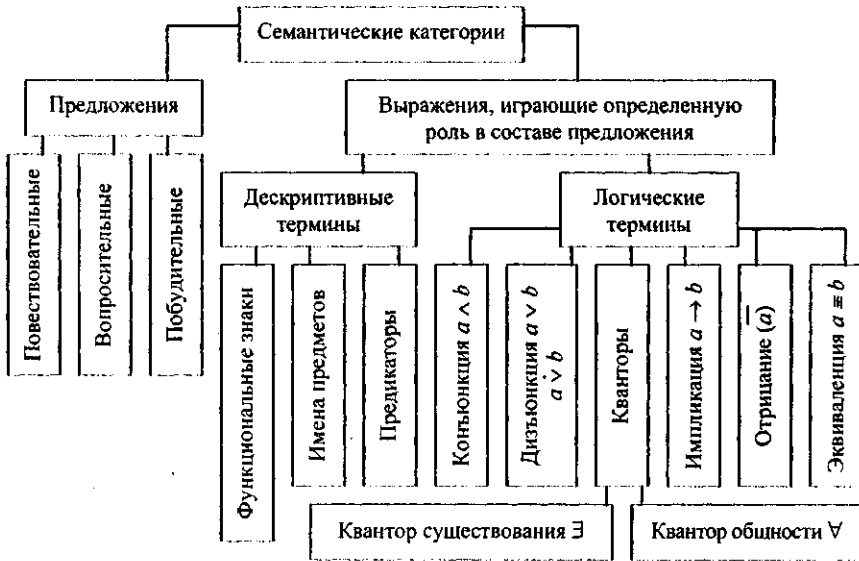 Семантические категории
Предложения
Выражения, играющие определенную
роль в составе предложения
Повествовательные
Вопросительные
Побудительные
Дескриптивные
термины
Логические
термины
Функциональные знаки
Имена предметов
Предикаторы
Конъюнкция a ∧ b
Дизъюнкция a ∨ b
a ∨̇ b
Кванторы
Импликация a → b
Отрицание (a̅)
Эквиваленция a ≡ b
Квантор существования ∃
Квантор общности ∀